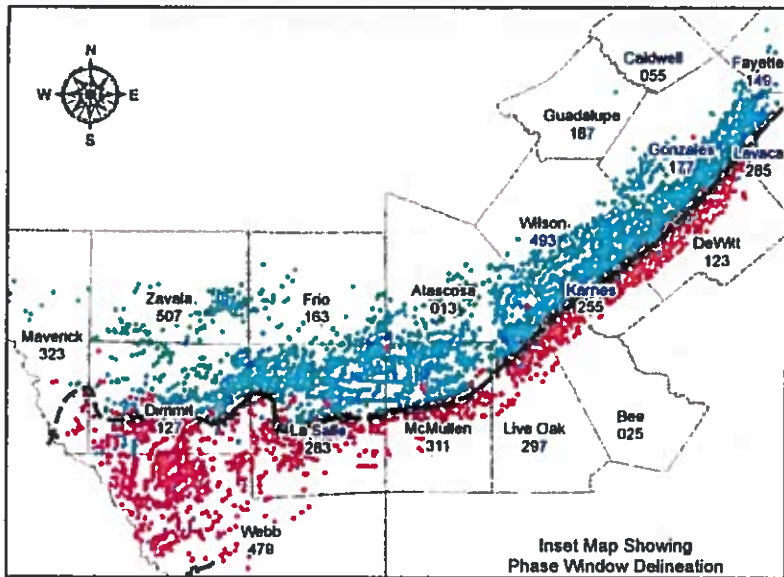 N
W E
S
Caldwell
055
Fayette
149
Guadalupe
187
Gonzales
177
Lavaca
285
Wilson
493
DeWitt
123
Zavala
507
Frio
163
Atascosa
013
Karnes
255
Maverick
323
Dimmit
127
La Salle
283
McMullen
311
Live Oak
297
Bee
025
Webb
479
Inset Map Showing
Phase Window Delineation